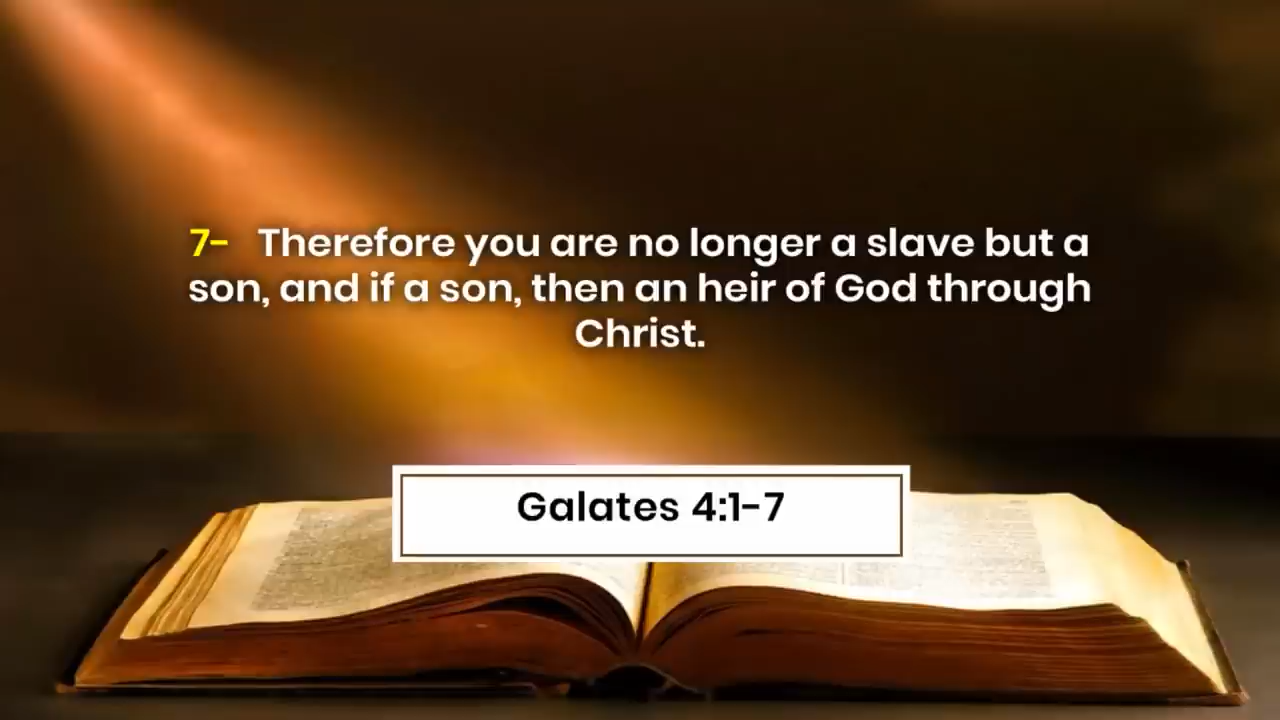 7- Therefore you are no longer a slave but a
son, and if a son, then an heir of God through
Christ.
Galates 4:1-7